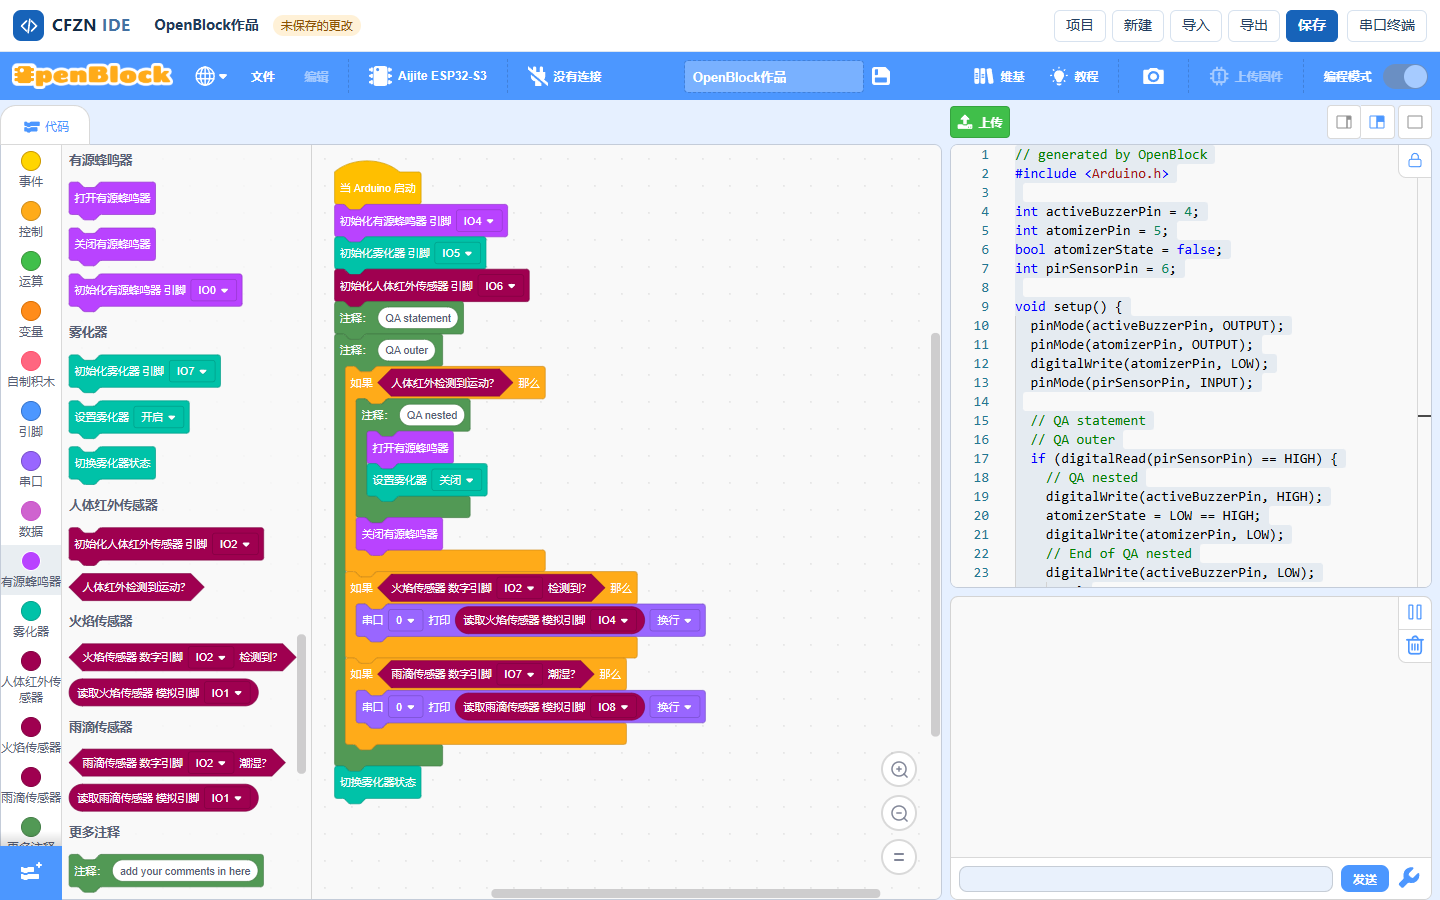 CFZN IDE
OpenBlock作品
未保存的更改
项目
新建
导入
导出
保存
串口终端
OpenBlock
文件
编辑
Aijite ESP32-S3
没有连接
OpenBlock作品
维基
教程
上传固件
编程模式
代码
上传
事件
控制
运算
变量
自制积木
引脚
串口
数据
有源蜂鸣器
雾化器
人体红外传
感器
火焰传感器
雨滴传感器
更多注释
有源蜂鸣器
打开有源蜂鸣器
关闭有源蜂鸣器
初始化有源蜂鸣器 引脚 IO0
雾化器
初始化雾化器 引脚 IO7
设置雾化器 开启
切换雾化器状态
人体红外传感器
初始化人体红外传感器 引脚 IO2
人体红外检测到运动?
火焰传感器
火焰传感器 数字引脚 IO2 检测到?
读取火焰传感器 模拟引脚 IO1
雨滴传感器
雨滴传感器 数字引脚 IO2 潮湿?
读取雨滴传感器 模拟引脚 IO1
更多注释
注释: add your comments in here
当 Arduino 启动
初始化有源蜂鸣器 引脚 IO4
初始化雾化器 引脚 IO5
初始化人体红外传感器 引脚 IO6
注释: QA statement
注释: QA outer
如果 人体红外检测到运动? 那么
注释: QA nested
打开有源蜂鸣器
设置雾化器 关闭
关闭有源蜂鸣器
如果 火焰传感器 数字引脚 IO2 检测到? 那么
串口 0 打印 读取火焰传感器 模拟引脚 IO4 换行
如果 雨滴传感器 数字引脚 IO7 潮湿? 那么
串口 0 打印 读取雨滴传感器 模拟引脚 IO8 换行
切换雾化器状态
1 // generated by OpenBlock
2 #include <Arduino.h>
3
4 int activeBuzzerPin = 4;
5 int atomizerPin = 5;
6 bool atomizerState = false;
7 int pirSensorPin = 6;
8
9 void setup() {
10 pinMode(activeBuzzerPin, OUTPUT);
11 pinMode(atomizerPin, OUTPUT);
12 digitalWrite(atomizerPin, LOW);
13 pinMode(pirSensorPin, INPUT);
14
15 // QA statement
16 // QA outer
17 if (digitalRead(pirSensorPin) == HIGH) {
18 // QA nested
19 digitalWrite(activeBuzzerPin, HIGH);
20 atomizerState = LOW == HIGH;
21 digitalWrite(atomizerPin, LOW);
22 // End of QA nested
23 digitalWrite(activeBuzzerPin, LOW);
发送